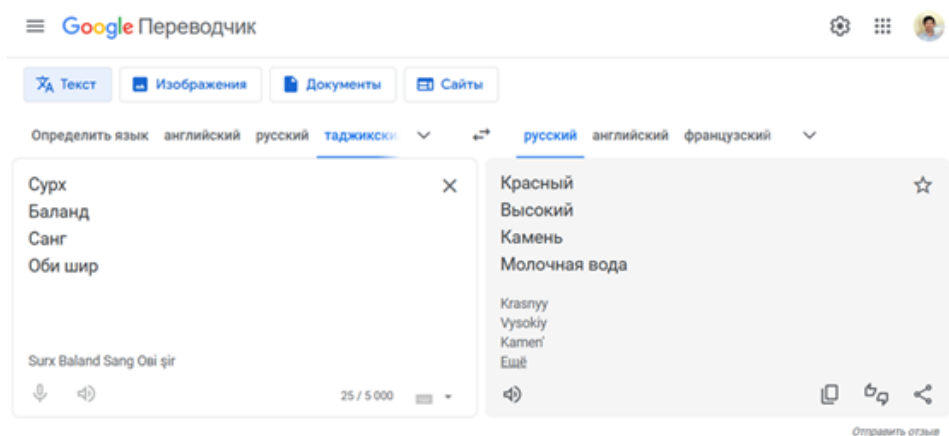 Google Переводчик
Текст
Изображения
Документы
Сайты
Определить язык английский русский таджикски
русский английский французский
Сурх
Баланд
Санг
Оби шир
Surx Baland Sang Oʙi şir
25 / 5 000
Красный
Высокий
Камень
Молочная вода
Krasnyy
Vysokiy
Kamen'
Ещё
Отправить отзыв